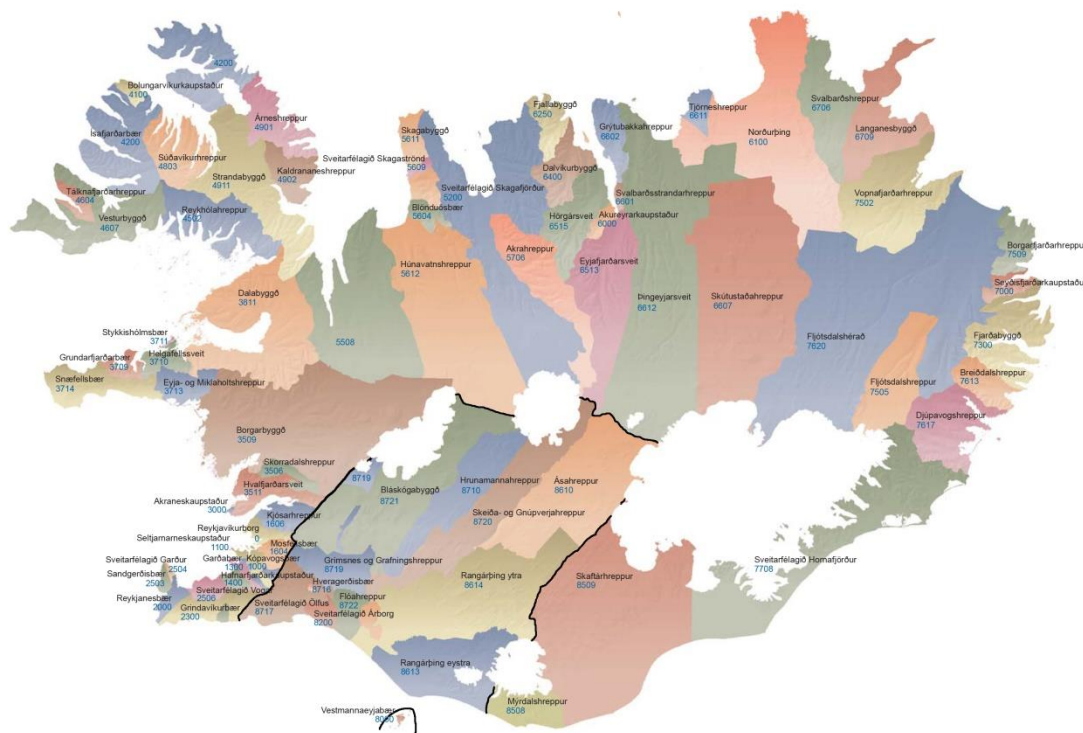 4200
Bolungarvíkurkaupstaður
4100
Árneshreppur
4901
Ísafjarðarbær
4200
Súðavíkurhreppur
4803
Kaldrananeshreppur
4902
Strandabyggð
4911
Tálknafjarðarhreppur
4604
Vesturbyggð
4607
Reykhólahreppur
4502
Skagabyggð
5611
Sveitarfélagið Skagaströnd
5609
Sveitarfélagið Skagafjörður
5200
Blönduósbær
5604
Fjallabyggð
6250
Dalvíkurbyggð
6400
Grýtubakkahreppur
6602
Tjörneshreppur
6611
Norðurþing
6100
Svalbarðshreppur
6706
Langanesbyggð
6709
Vopnafjarðarhreppur
7502
Svalbarðsstrandarhreppur
6601
Hörgársveit
6515
Akureyrarkaupstaður
6000
Akrahreppur
5706
Eyjafjarðarsveit
6513
Húnavatnshreppur
5612
Þingeyjarsveit
6612
Skútustaðahreppur
6607
Borgarfjarðarhreppu
7509
Seyðisfjarðarkaupstaðu
7000
Fljótsdalshérað
7620
Fjarðabyggð
7300
Fljótsdalshreppur
7505
Breiðdalshreppur
7613
Djúpavogshreppur
7617
Dalabyggð
3811
5508
Stykkishólmsbær
3711
Grundarfjarðarbær
3709
Helgafellssveit
3710
Snæfellsbær
3714
Eyja- og Miklaholtshreppur
3713
Borgarbyggð
3509
Skorradalshreppur
3506
Hvalfjarðarsveit
3511
Akraneskaupstaður
3000
Kjósarhreppur
1606
Reykjavíkurborg
0
Seltjarnarneskaupstaður
1100
Mosfellsbær
1604
Garðabær
1300
Kópavogsbær
1000
Hafnarfjarðarkaupstaður
1400
Sveitarfélagið Garður
2504
Sandgerðisbær
2503
Reykjanesbær
2000
Sveitarfélagið Vogar
2506
Grindavíkurbær
2300
8719
Bláskógabyggð
8721
Hrunamannahreppur
8710
Ásahreppur
8610
Skeiða- og Gnúpverjahreppur
8720
Grímsnes og Grafningshreppur
8719
Hveragerðisbær
8716
Flóahreppur
8722
Sveitarfélagið Ölfus
8717
Sveitarfélagið Árborg
8200
Rangárþing ytra
8614
Rangárþing eystra
8613
Skaftárhreppur
8509
Mýrdalshreppur
8508
Sveitarfélagið Hornafjörður
7708
Vestmannaeyjabær